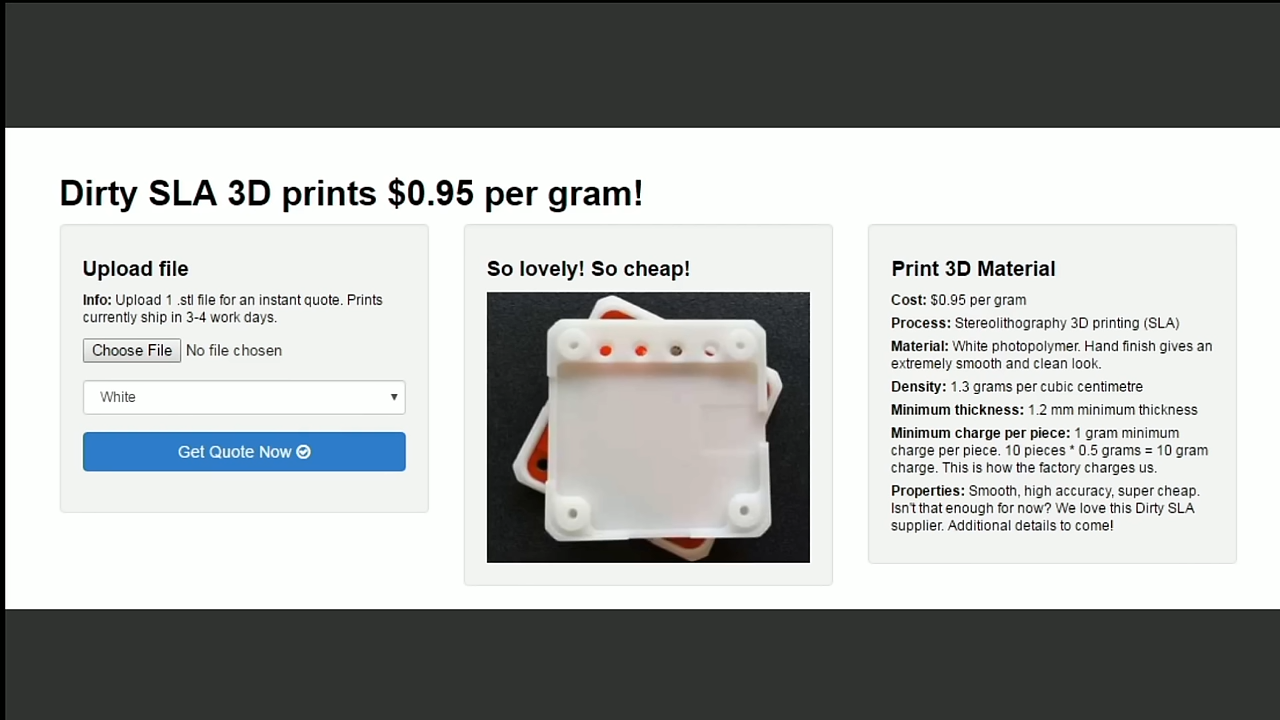 Dirty SLA 3D prints $0.95 per gram!
Upload file
Info: Upload 1 .stl file for an instant quote. Prints
currently ship in 3-4 work days.
Choose File No file chosen
White
Get Quote Now
So lovely! So cheap!
Print 3D Material
Cost: $0.95 per gram
Process: Stereolithography 3D printing (SLA)
Material: White photopolymer. Hand finish gives an
extremely smooth and clean look.
Density: 1.3 grams per cubic centimetre
Minimum thickness: 1.2 mm minimum thickness
Minimum charge per piece: 1 gram minimum
charge per piece. 10 pieces * 0.5 grams = 10 gram
charge. This is how the factory charges us.
Properties: Smooth, high accuracy, super cheap.
Isn't that enough for now? We love this Dirty SLA
supplier. Additional details to come!